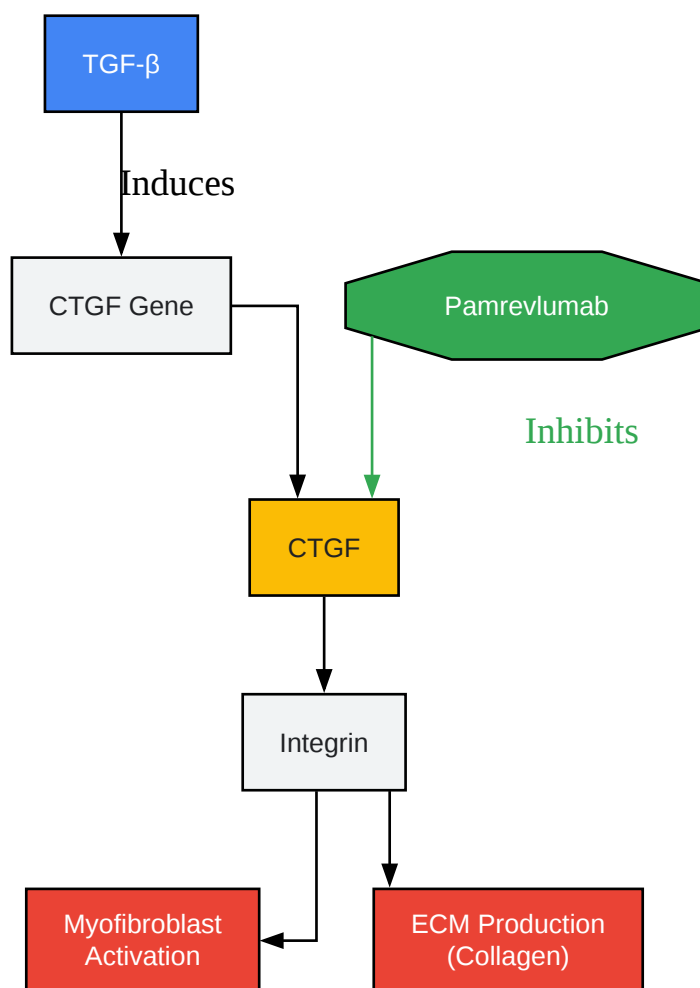 TGF-β
Induces
CTGF Gene
Pamrevlumab
Inhibits
CTGF
Integrin
Myofibroblast
Activation
ECM Production
(Collagen)